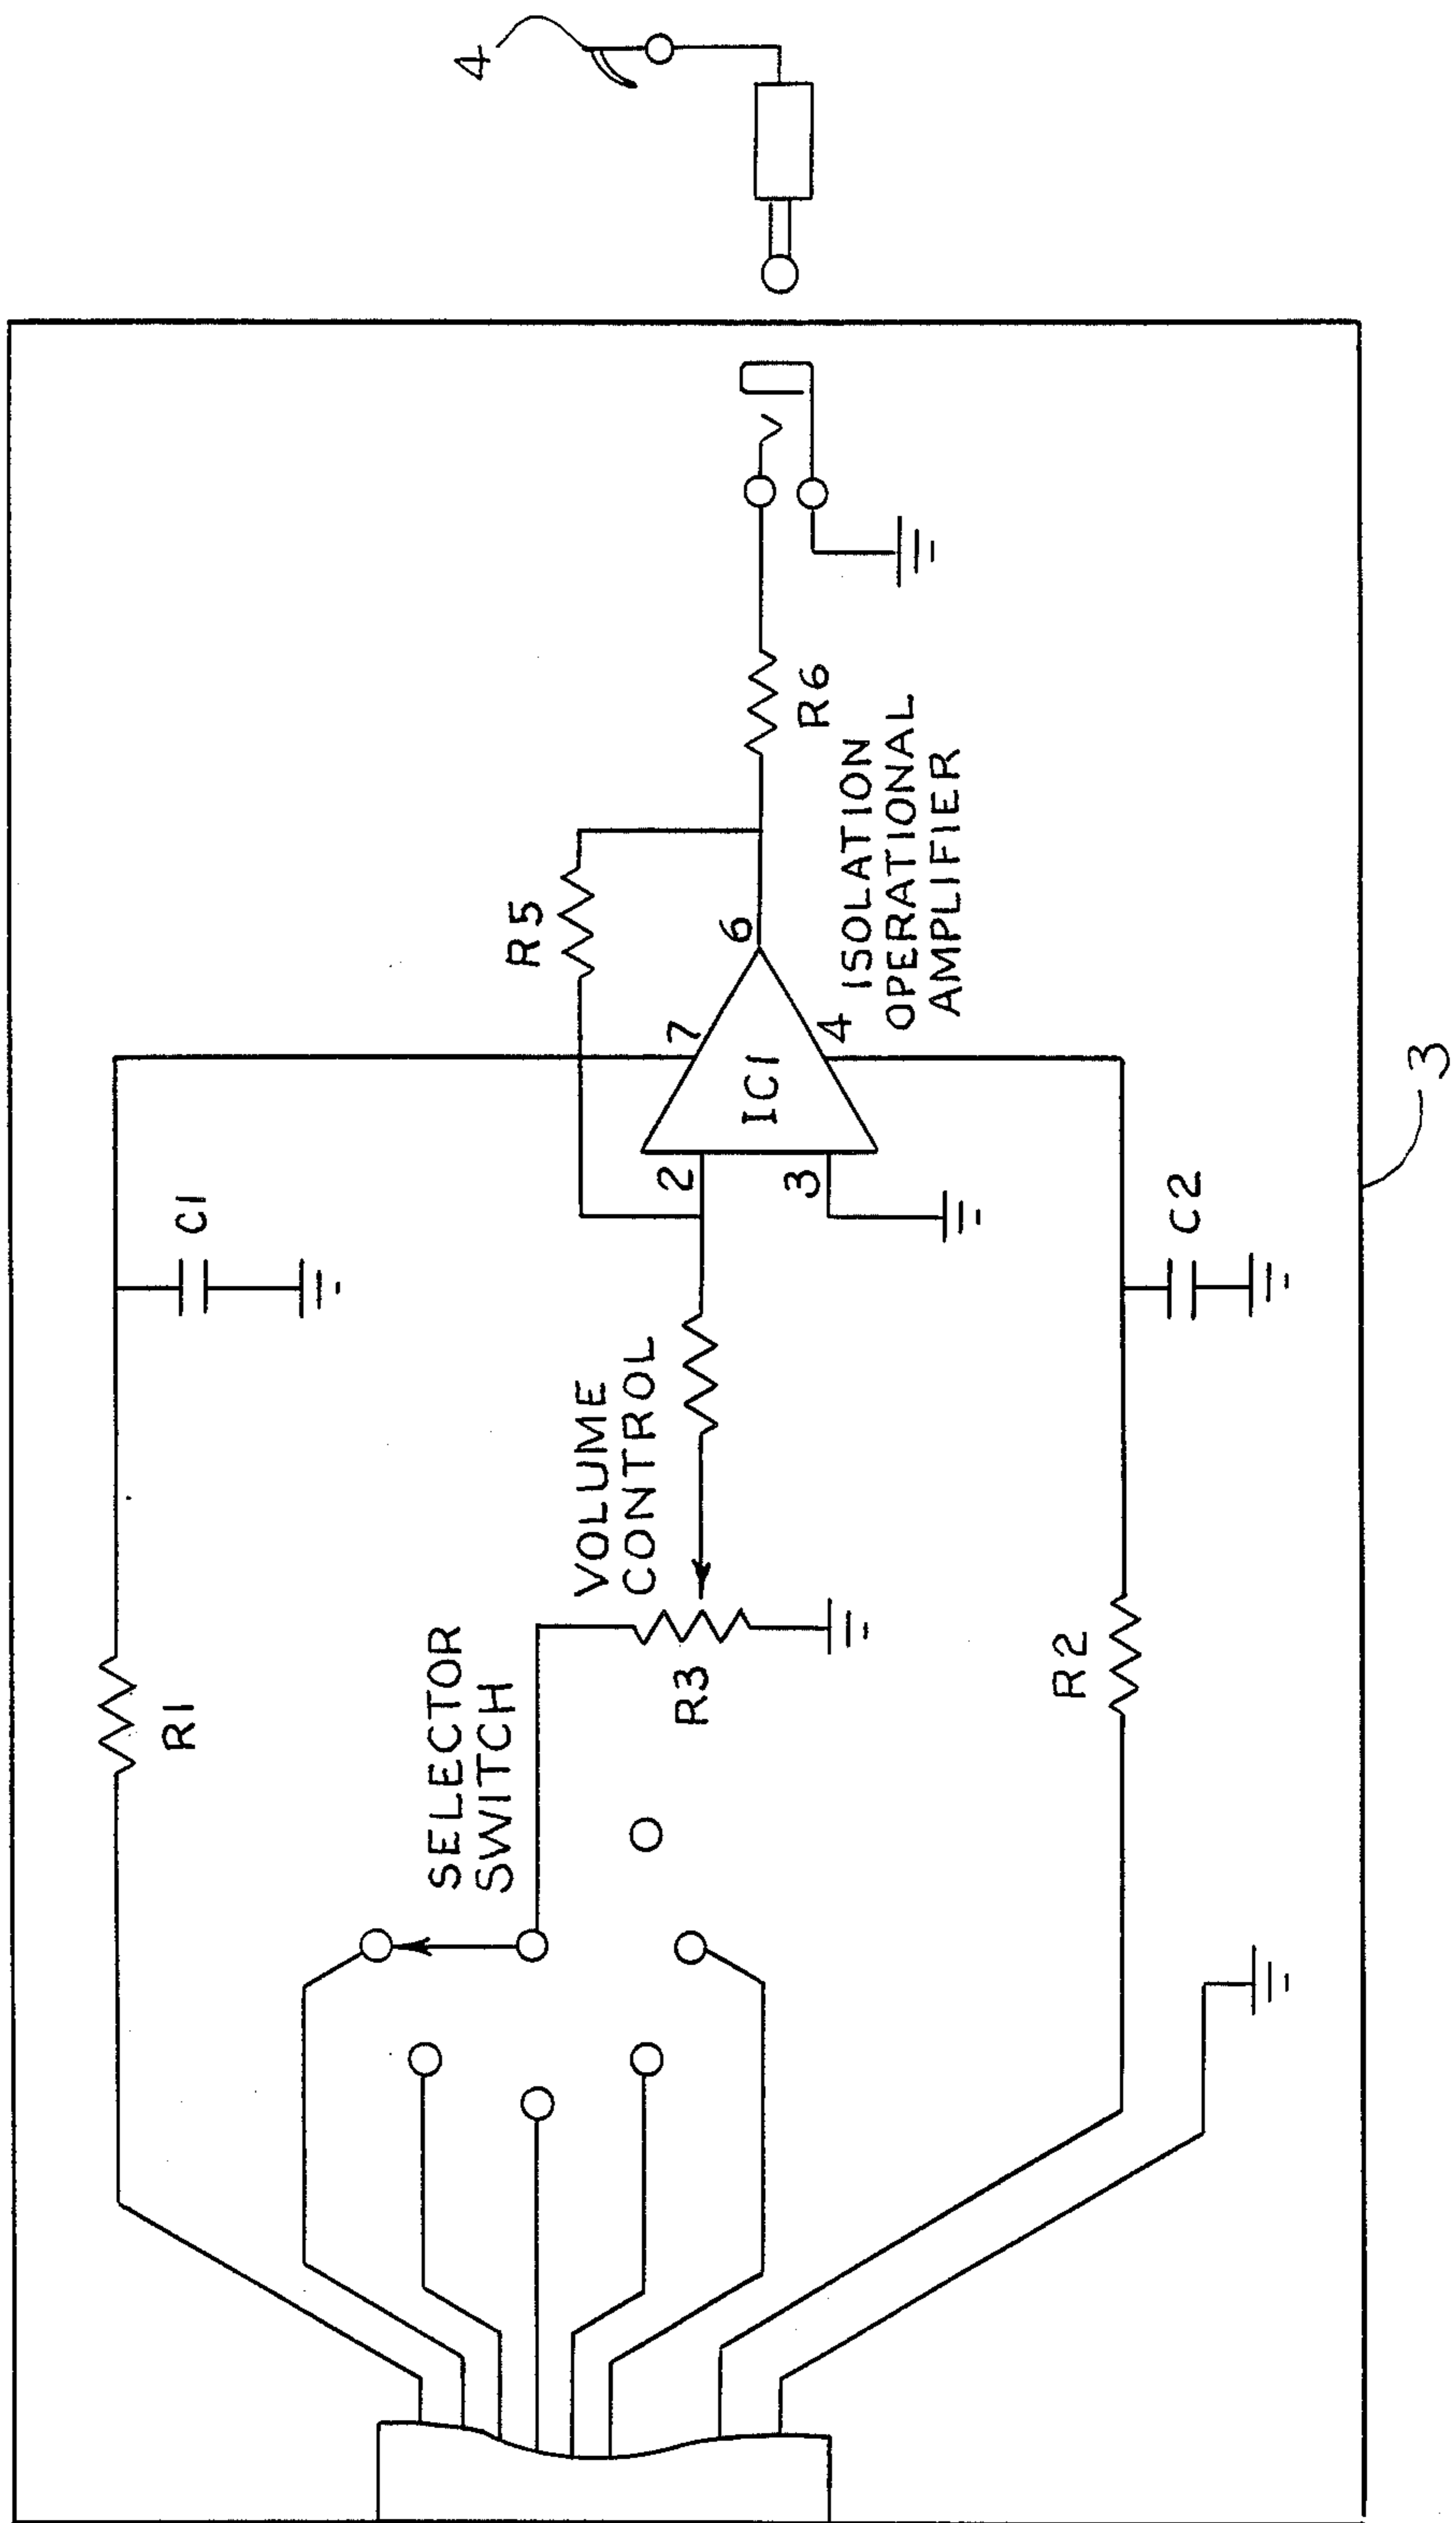 4
R1
C1
SELECTOR
SWITCH
VOLUME
CONTROL
R3
R5
2
3
7
4
6
IC1
ISOLATION
OPERATIONAL
AMPLIFIER
R6
R2
C2
3